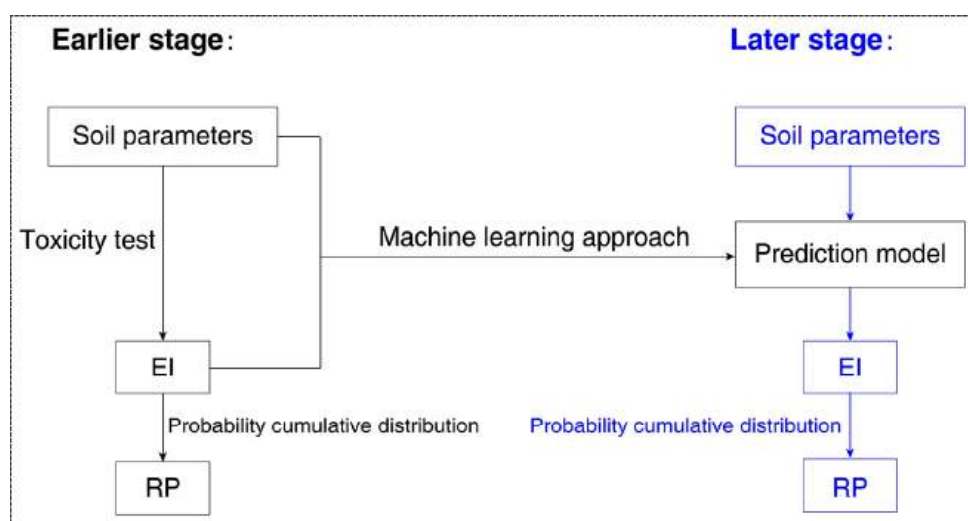 Earlier stage:
Later stage:
Soil parameters
Soil parameters
Toxicity test
Machine learning approach
Prediction model
EI
EI
Probability cumulative distribution
Probability cumulative distribution
RP
RP